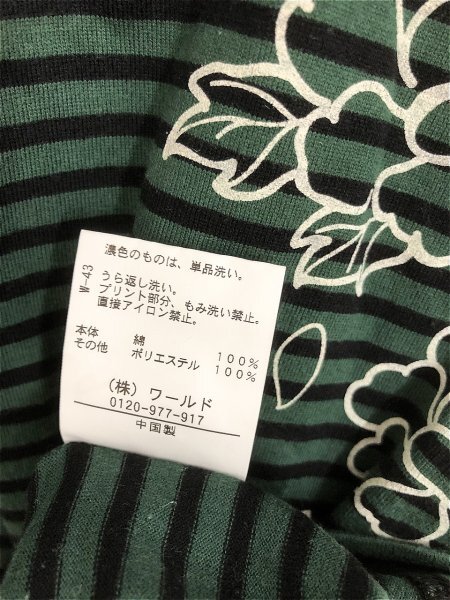 濃色のものは、単品洗い。
W-43
うら返し洗い。
プリント部分、もみ洗い禁止。
直接アイロン禁止。
本体 綿 100%
その他 ポリエステル 100%
(株) ワールド
0120-977-917
中国製